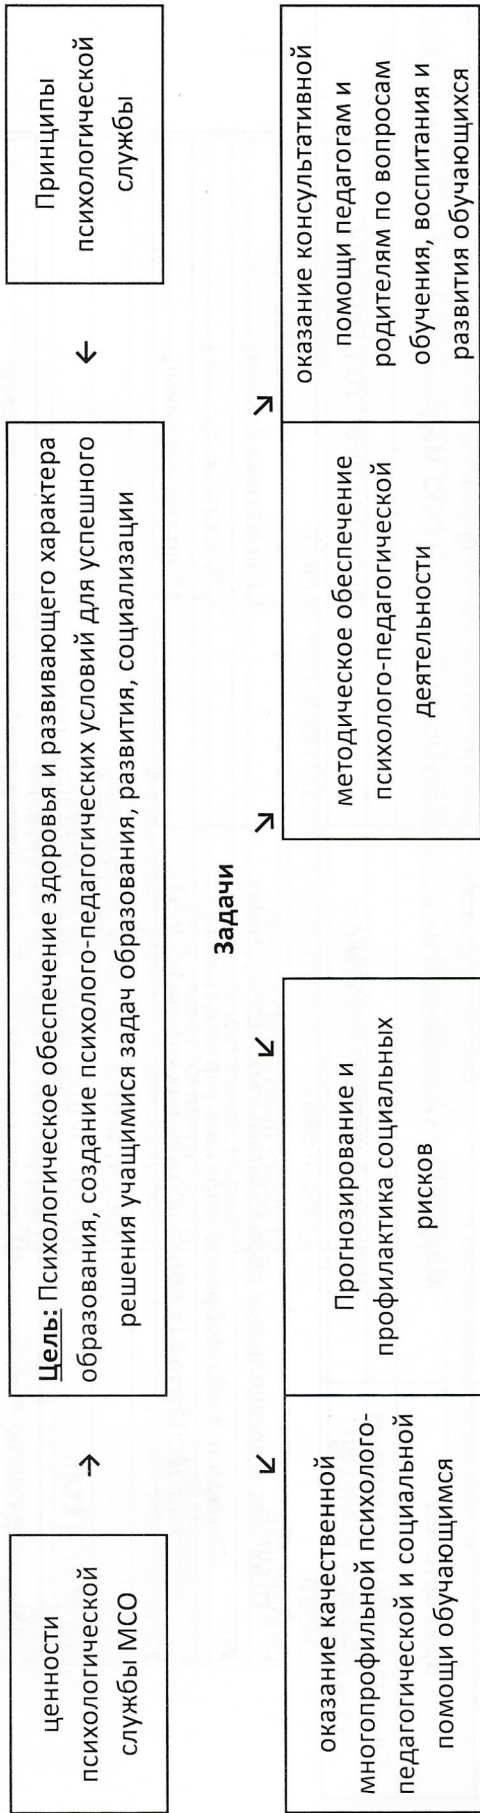 ценности
психологической
службы МСО
→
Цель: Психологическое обеспечение здоровья и развивающего характера
образования, создание психолого-педагогических условий для успешного
решения учащимися задач образования, развития, социализации
←
Принципы
психологической
службы
Задачи
оказание качественной
многопрофильной психолого-
педагогической и социальной
помощи обучающимся
Прогнозирование и
профилактика социальных
рисков
методическое обеспечение
психолого-педагогической
деятельности
оказание консультативной
помощи педагогам и
родителям по вопросам
обучения, воспитания и
развития обучающихся